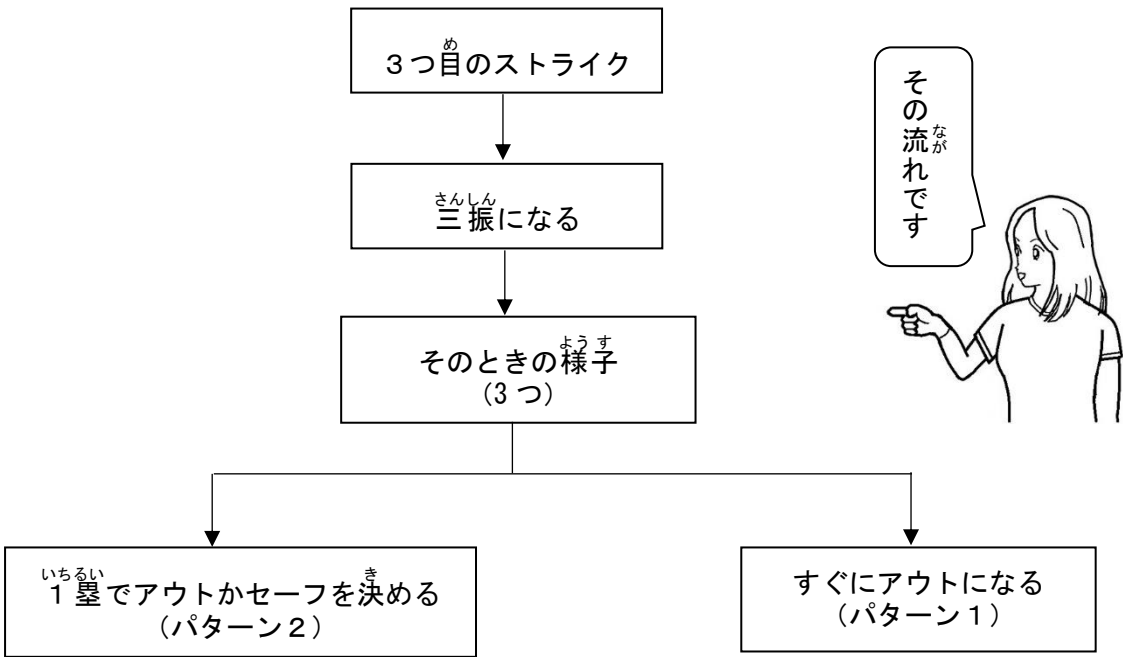 ３つ目のストライク
三振になる
そのときの様子
(3 つ)
１塁でアウトかセーフを決める
（パターン２）
すぐにアウトになる
（パターン１）
その流れです